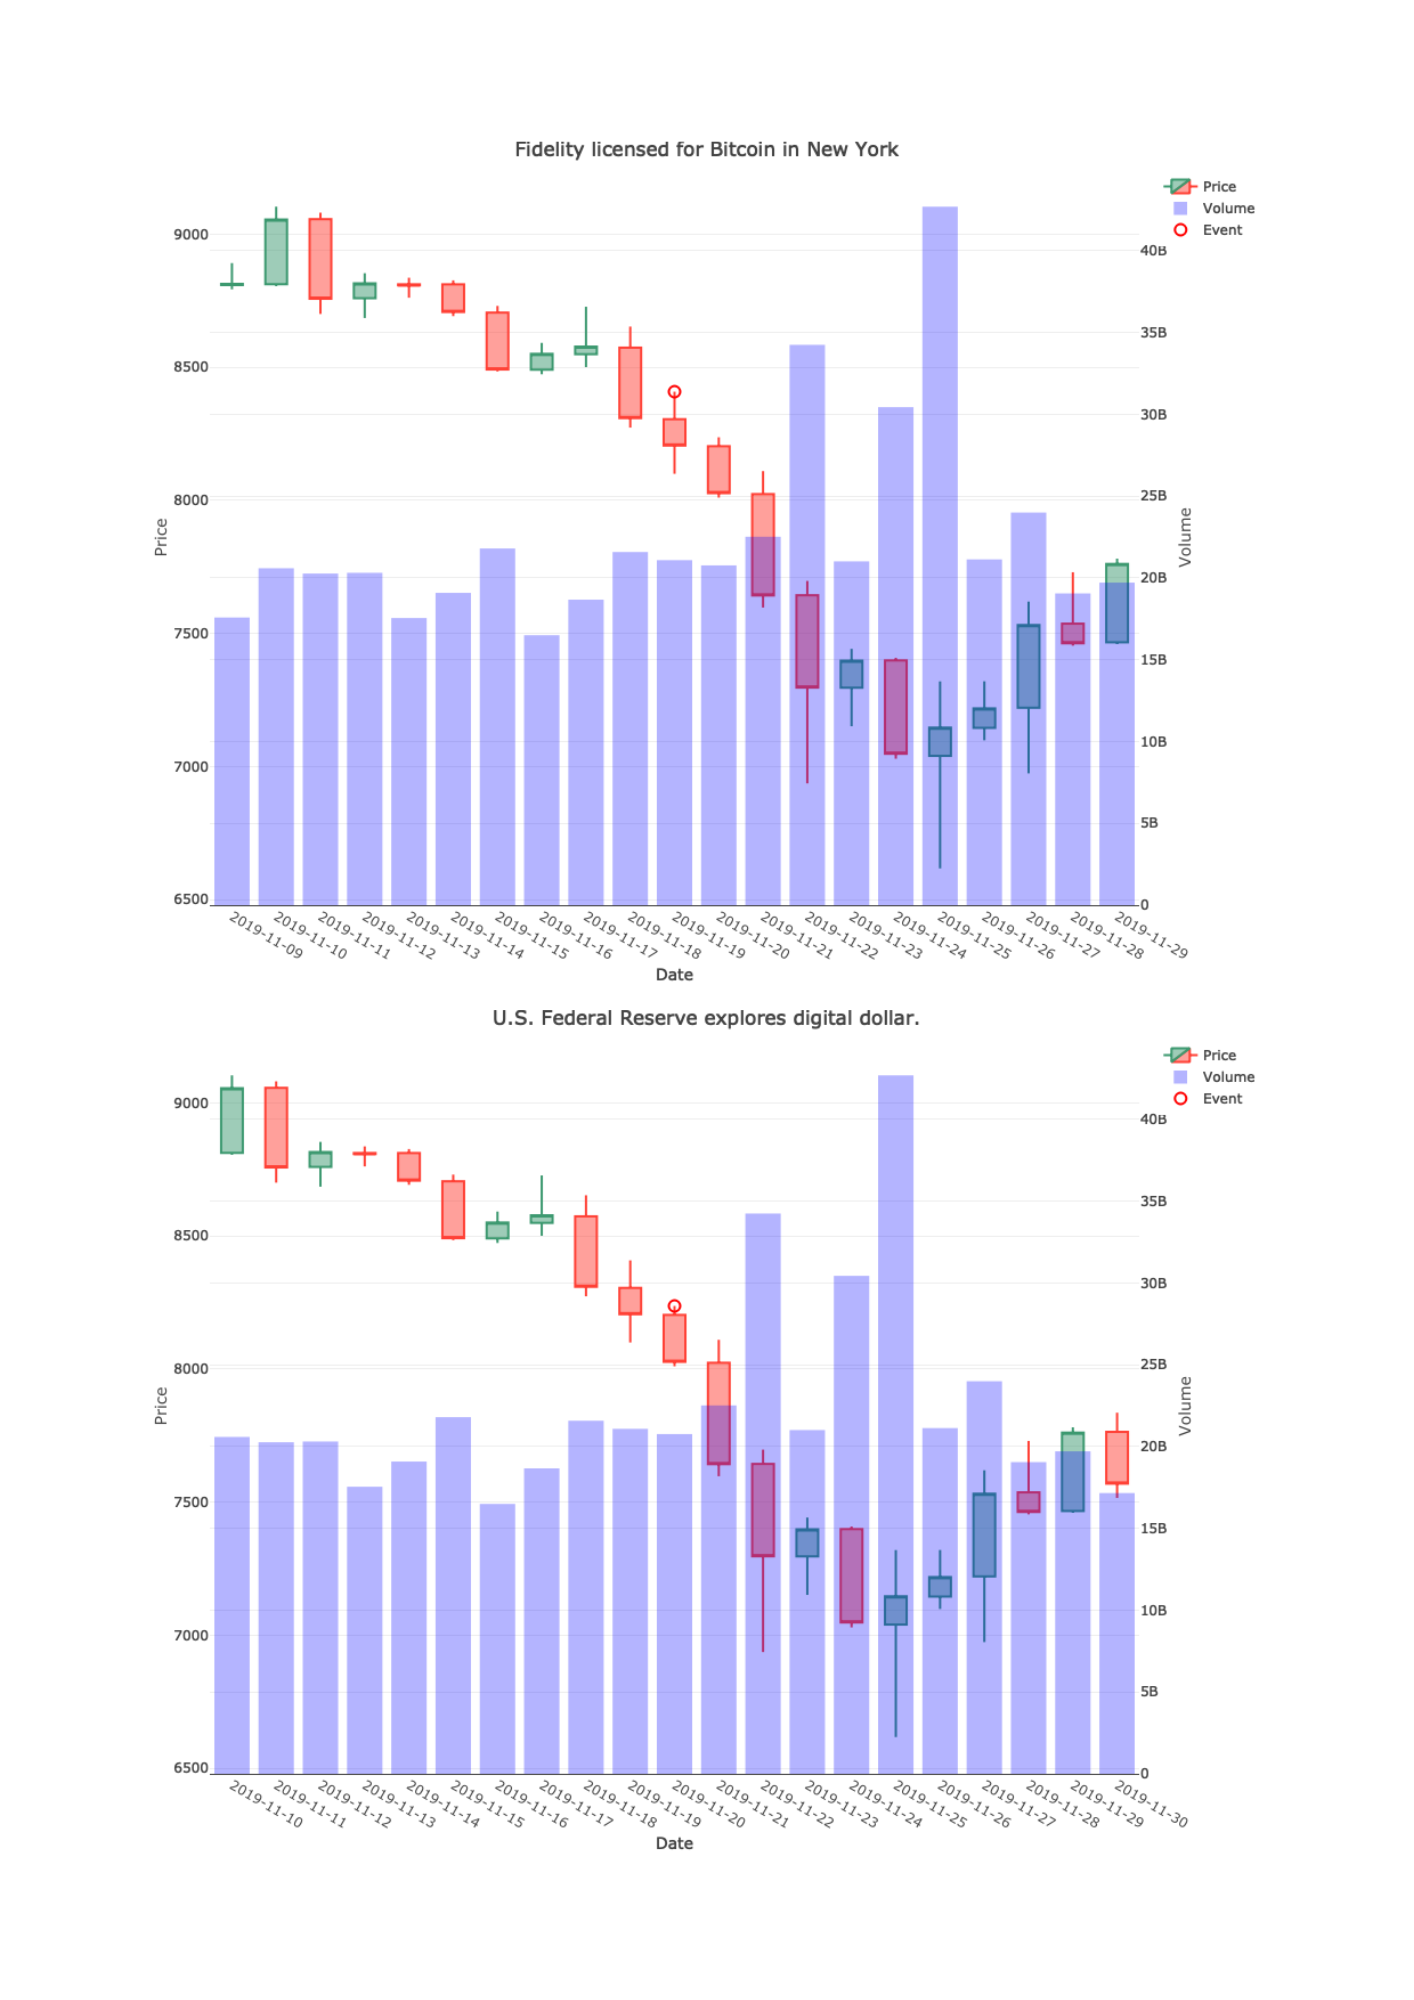 Fidelity licensed for Bitcoin in New York
Price
Volume
Event
9000
8500
8000
7500
7000
6500
Price
40B
35B
30B
25B
20B
15B
10B
5B
0
Volume
2019-11-09
2019-11-10
2019-11-11
2019-11-12
2019-11-13
2019-11-14
2019-11-15
2019-11-16
2019-11-17
2019-11-18
2019-11-19
2019-11-20
2019-11-21
2019-11-22
2019-11-23
2019-11-24
2019-11-25
2019-11-26
2019-11-27
2019-11-28
2019-11-29
Date
U.S. Federal Reserve explores digital dollar.
Price
Volume
Event
9000
8500
8000
7500
7000
6500
Price
40B
35B
30B
25B
20B
15B
10B
5B
0
Volume
2019-11-10
2019-11-11
2019-11-12
2019-11-13
2019-11-14
2019-11-15
2019-11-16
2019-11-17
2019-11-18
2019-11-19
2019-11-20
2019-11-21
2019-11-22
2019-11-23
2019-11-24
2019-11-25
2019-11-26
2019-11-27
2019-11-28
2019-11-29
2019-11-30
Date